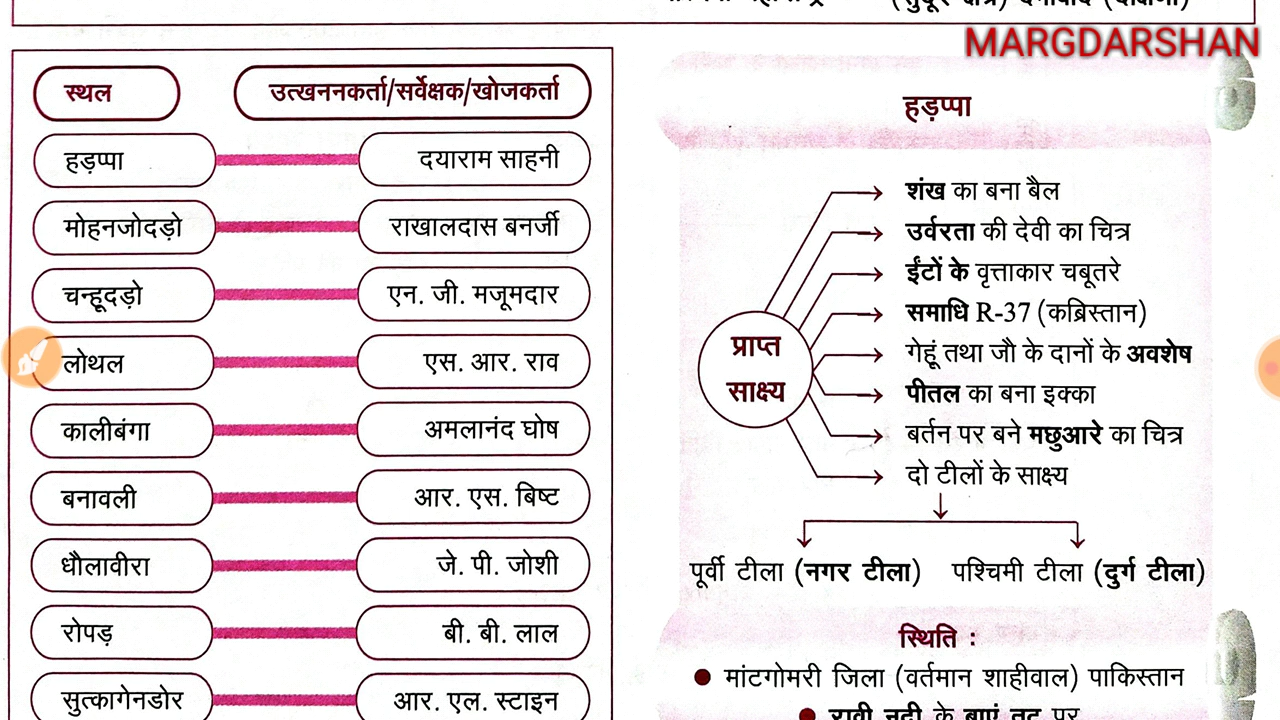 MARGDARSHAN
स्थल उत्खननकर्ता/सर्वेक्षक/खोजकर्ता
हड़प्पा दयाराम साहनी
मोहनजोदड़ो राखालदास बनर्जी
चन्हूदड़ो एन. जी. मजूमदार
लोथल एस. आर. राव
कालीबंगा अमलानंद घोष
बनावली आर. एस. बिष्ट
धौलावीरा जे. पी. जोशी
रोपड़ बी. बी. लाल
सुत्कागेनडोर आर. एल. स्टाइन
हड़प्पा
प्राप्त
साक्ष्य
शंख का बना बैल
उर्वरता की देवी का चित्र
ईंटों के वृत्ताकार चबूतरे
समाधि R-37 (कब्रिस्तान)
गेहूं तथा जौ के दानों के अवशेष
पीतल का बना इक्का
बर्तन पर बने मछुआरे का चित्र
दो टीलों के साक्ष्य
पूर्वी टीला (नगर टीला) पश्चिमी टीला (दुर्ग टीला)
स्थिति :
मांटगोमरी जिला (वर्तमान शाहीवाल) पाकिस्तान
रावी नदी के बाएं तट पर